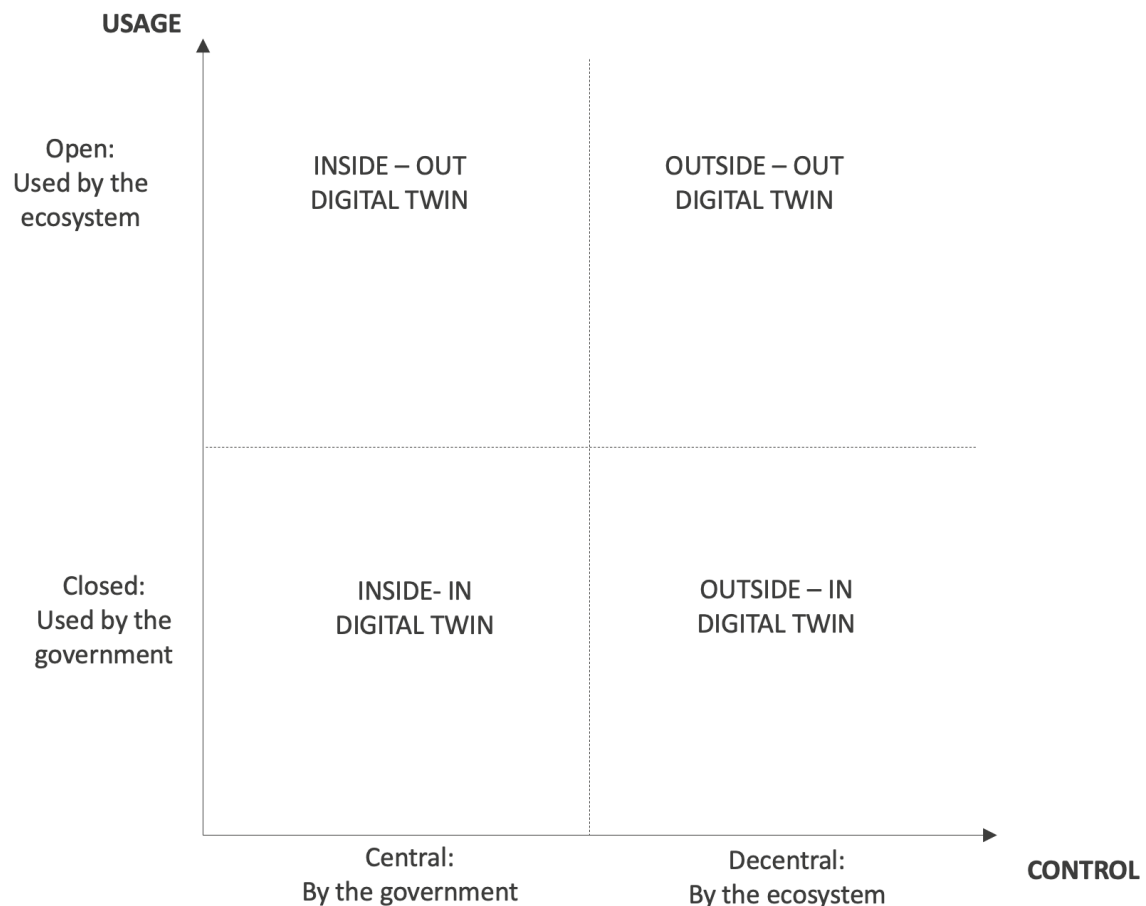 USAGE
Open:
Used by the
ecosystem
INSIDE – OUT
DIGITAL TWIN
OUTSIDE – OUT
DIGITAL TWIN
Closed:
Used by the
government
INSIDE- IN
DIGITAL TWIN
OUTSIDE – IN
DIGITAL TWIN
Central:
By the government
Decentral:
By the ecosystem
CONTROL